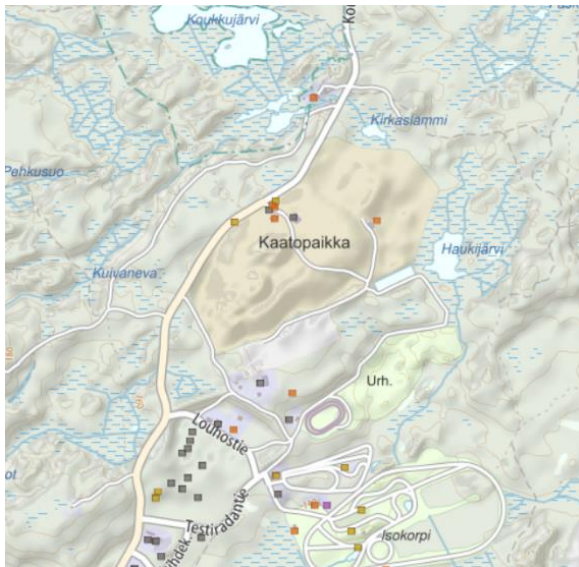 Koukkujärvi
Kirkaslammi
Pehkusuo
Kaatopaikka
Haukijärvi
Kuivaneva
Urh.
Louhostie
Testiradantie
Isokorpi